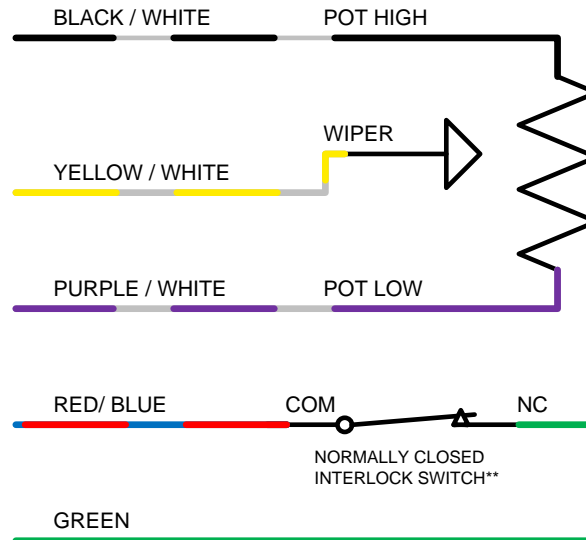 BLACK / WHITE POT HIGH
WIPER
YELLOW / WHITE
PURPLE / WHITE POT LOW
RED/ BLUE COM NC
NORMALLY CLOSED
INTERLOCK SWITCH**
GREEN